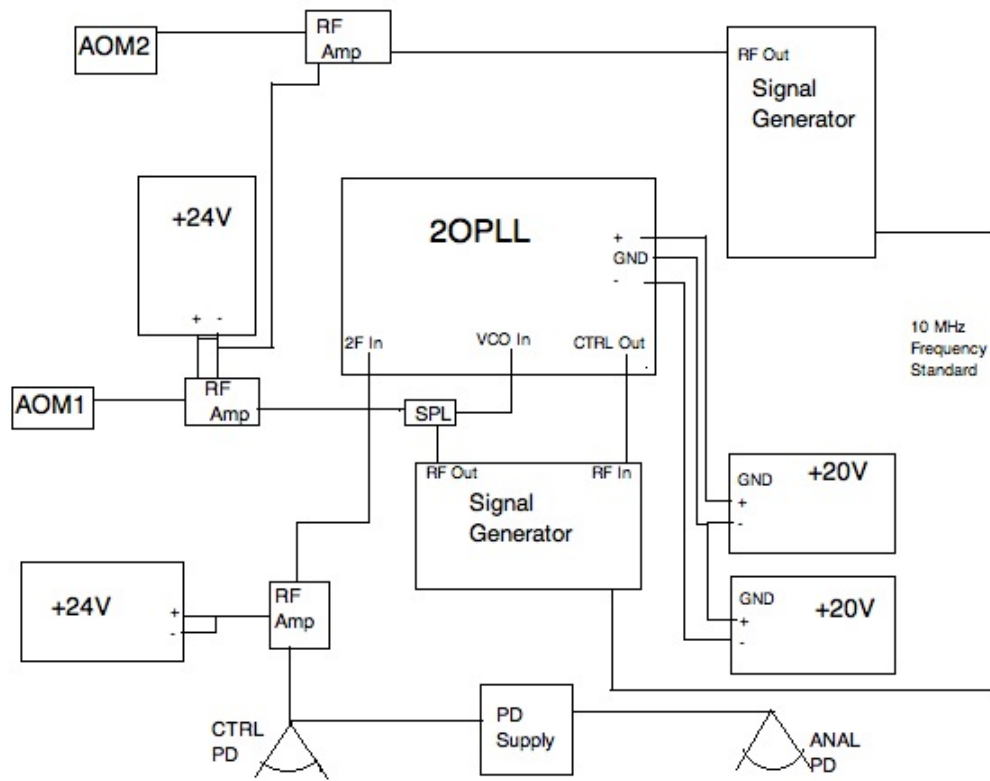 AOM2
RF
Amp
RF Out
Signal
Generator
+24V
+ -
2OPLL
+
GND
-
2F In
VCO In
CTRL Out
10 MHz
Frequency
Standard
AOM1
RF
Amp
SPL
RF Out
RF In
Signal
Generator
+20V
GND
+
-
+24V
+
-
RF
Amp
+20V
GND
+
-
CTRL
PD
PD
Supply
ANAL
PD